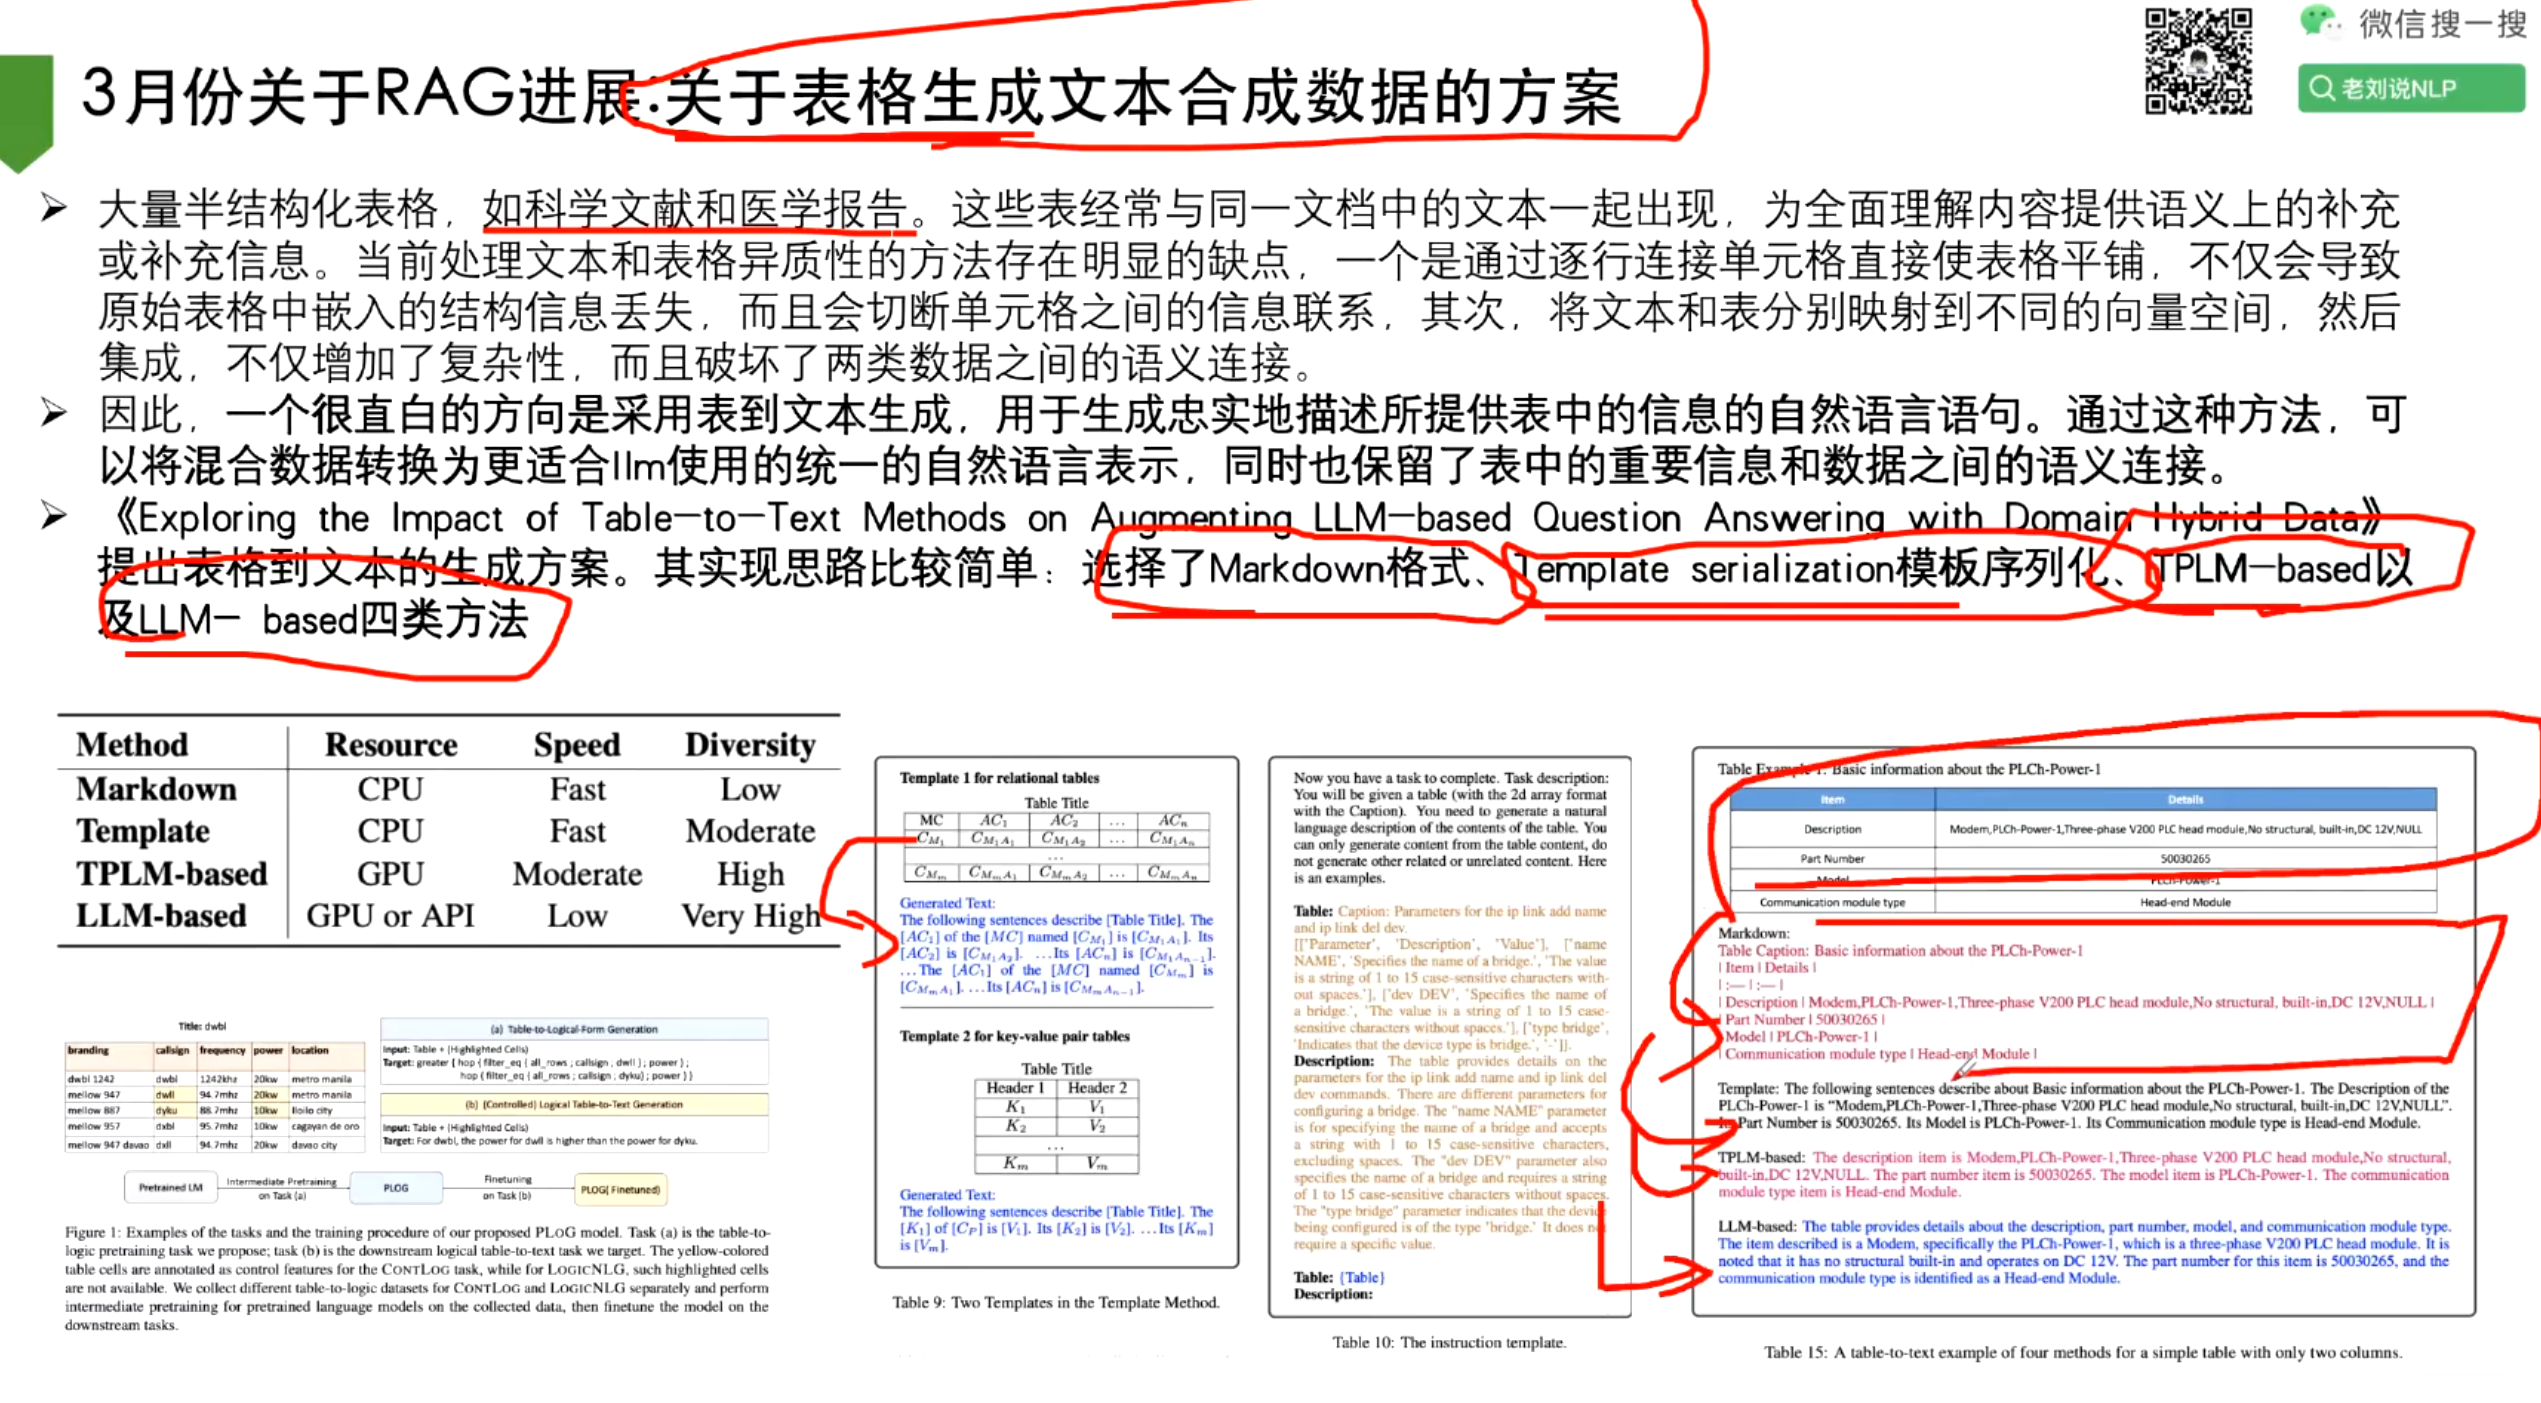 微信搜一搜
老刘说NLP
3月份关于RAG进展:关于表格生成文本合成数据的方案
➢ 大量半结构化表格，如科学文献和医学报告。这些表经常与同一文档中的文本一起出现，为全面理解内容提供语义上的补充
或补充信息。当前处理文本和表格异质性的方法存在明显的缺点，一个是通过逐行连接单元格直接使表格平铺，不仅会导致
原始表格中嵌入的结构信息丢失，而且会切断单元格之间的信息联系，其次，将文本和表分别映射到不同的向量空间，然后
集成，不仅增加了复杂性，而且破坏了两类数据之间的语义连接。
➢ 因此，一个很直白的方向是采用表到文本生成，用于生成忠实地描述所提供表中的信息的自然语言语句。通过这种方法，可
以将混合数据转换为更适合llm使用的统一的自然语言表示，同时也保留了表中的重要信息和数据之间的语义连接。
➢ 《Exploring the Impact of Table-to-Text Methods on Augmenting LLM-based Question Answering with Domain Hybrid Data》
提出表格到文本的生成方案。其实现思路比较简单：选择了Markdown格式、Template serialization模板序列化、TPLM-based以
及LLM- based四类方法
Method Resource Speed Diversity
Markdown CPU Fast Low
Template CPU Fast Moderate
TPLM-based GPU Moderate High
LLM-based GPU or API Low Very High
Title: dwbl
branding callsign frequency power location
dwbl 1242 dwbl 1242khz 20kw metro manila
mellow 947 dwll 94.7mhz 20kw metro manila
mellow 887 dyku 88.7mhz 10kw iloilo city
mellow 957 dxbl 95.7mhz 10kw cagayan de oro
mellow 947 davao dxll 94.7mhz 20kw davao city
(a) Table-to-Logical-Form Generation
Input: Table + (Highlighted Cells)
Target: greater { hop { filter_eq { all_rows ; callsign , dwll } ; power } ;
hop { filter_eq { all_rows ; callsign ; dyku} ; power } }
(b) (Controlled) Logical Table-to-Text Generation
Input: Table + (Highlighted Cells)
Target: For dwbl, the power for dwll is higher than the power for dyku.
Pretrained LM
Intermediate Pretraining
on Task (a)
PLOG
Finetuning
on Task (b)
PLOG( Finetuned)
Figure 1: Examples of the tasks and the training procedure of our proposed PLOG model. Task (a) is the table-to-
logic pretraining task we propose; task (b) is the downstream logical table-to-text task we target. The yellow-colored
table cells are annotated as control features for the CONTLOG task, while for LOGICNLG, such highlighted cells
are not available. We collect different table-to-logic datasets for CONTLOG and LOGICNLG separately and perform
intermediate pretraining for pretrained language models on the collected data, then finetune the model on the
downstream tasks.
Template 1 for relational tables
Table Title
MC AC₁ AC₂ … ACₙ
C_M₁ C_M₁A₁ C_M₁A₂ … C_M₁Aₙ
…
C_Mₘ C_MₘA₁ C_MₘA₂ … C_MₘAₙ
Generated Text:
The following sentences describe [Table Title]. The
[AC₁] of the [MC] named [C_M₁] is [C_M₁A₁]. Its
[AC₂] is [C_M₁A₂]. …Its [ACₙ] is [C_M₁Aₙ₋₁].
…The [AC₁] of the [MC] named [C_Mₘ] is
[C_MₘA₁]. …Its [ACₙ] is [C_MₘAₙ₋₁].
Template 2 for key-value pair tables
Table Title
Header 1 Header 2
K₁ V₁
K₂ V₂
…
Kₘ Vₘ
Generated Text:
The following sentences describe [Table Title]. The
[K₁] of [C_P] is [V₁]. Its [K₂] is [V₂]. …Its [Kₘ]
is [Vₘ].
Table 9: Two Templates in the Template Method.
Now you have a task to complete. Task description:
You will be given a table (with the 2d array format
with the Caption). You need to generate a natural
language description of the contents of the table. You
can only generate content from the table content, do
not generate other related or unrelated content. Here
is an examples.
Table: Caption: Parameters for the ip link add name
and ip link del dev.
[['Parameter', 'Description', 'Value'], ['name
NAME', 'Specifies the name of a bridge.', 'The value
is a string of 1 to 15 case-sensitive characters with-
out spaces.'], ['dev DEV', 'Specifies the name of
a bridge.', 'The value is a string of 1 to 15 case-
sensitive characters without spaces.'], ['type bridge',
'Indicates that the device type is bridge.', '-']].
Description: The table provides details on the
parameters for the ip link add name and ip link del
dev commands. There are different parameters for
configuring a bridge. The "name NAME" parameter
is for specifying the name of a bridge and accepts
a string with 1 to 15 case-sensitive characters,
excluding spaces. The "dev DEV" parameter also
specifies the name of a bridge and requires a string
of 1 to 15 case-sensitive characters without spaces.
The "type bridge" parameter indicates that the device
being configured is of the type 'bridge.' It does not
require a specific value.
Table: {Table}
Description:
Table 10: The instruction template.
Table Example 1: Basic information about the PLCh-Power-1
Item Details
Description Modem,PLCh-Power-1,Three-phase V200 PLC head module,No structural, built-in,DC 12V,NULL
Part Number 50030265
Model PLCh-Power-1
Communication module type Head-end Module
Markdown:
Table Caption: Basic information about the PLCh-Power-1
| Item | Details |
| :— | :— |
| Description | Modem,PLCh-Power-1,Three-phase V200 PLC head module,No structural, built-in,DC 12V,NULL |
| Part Number | 50030265 |
| Model | PLCh-Power-1 |
| Communication module type | Head-end Module |
Template: The following sentences describe about Basic information about the PLCh-Power-1. The Description of the
PLCh-Power-1 is “Modem,PLCh-Power-1,Three-phase V200 PLC head module,No structural, built-in,DC 12V,NULL”.
Its Part Number is 50030265. Its Model is PLCh-Power-1. Its Communication module type is Head-end Module.
TPLM-based: The description item is Modem,PLCh-Power-1,Three-phase V200 PLC head module,No structural,
built-in,DC 12V,NULL. The part number item is 50030265. The model item is PLCh-Power-1. The communication
module type item is Head-end Module.
LLM-based: The table provides details about the description, part number, model, and communication module type.
The item described is a Modem, specifically the PLCh-Power-1, which is a three-phase V200 PLC head module. It is
noted that it has no structural built-in and operates on DC 12V. The part number for this item is 50030265, and the
communication module type is identified as a Head-end Module.
Table 15: A table-to-text example of four methods for a simple table with only two columns.